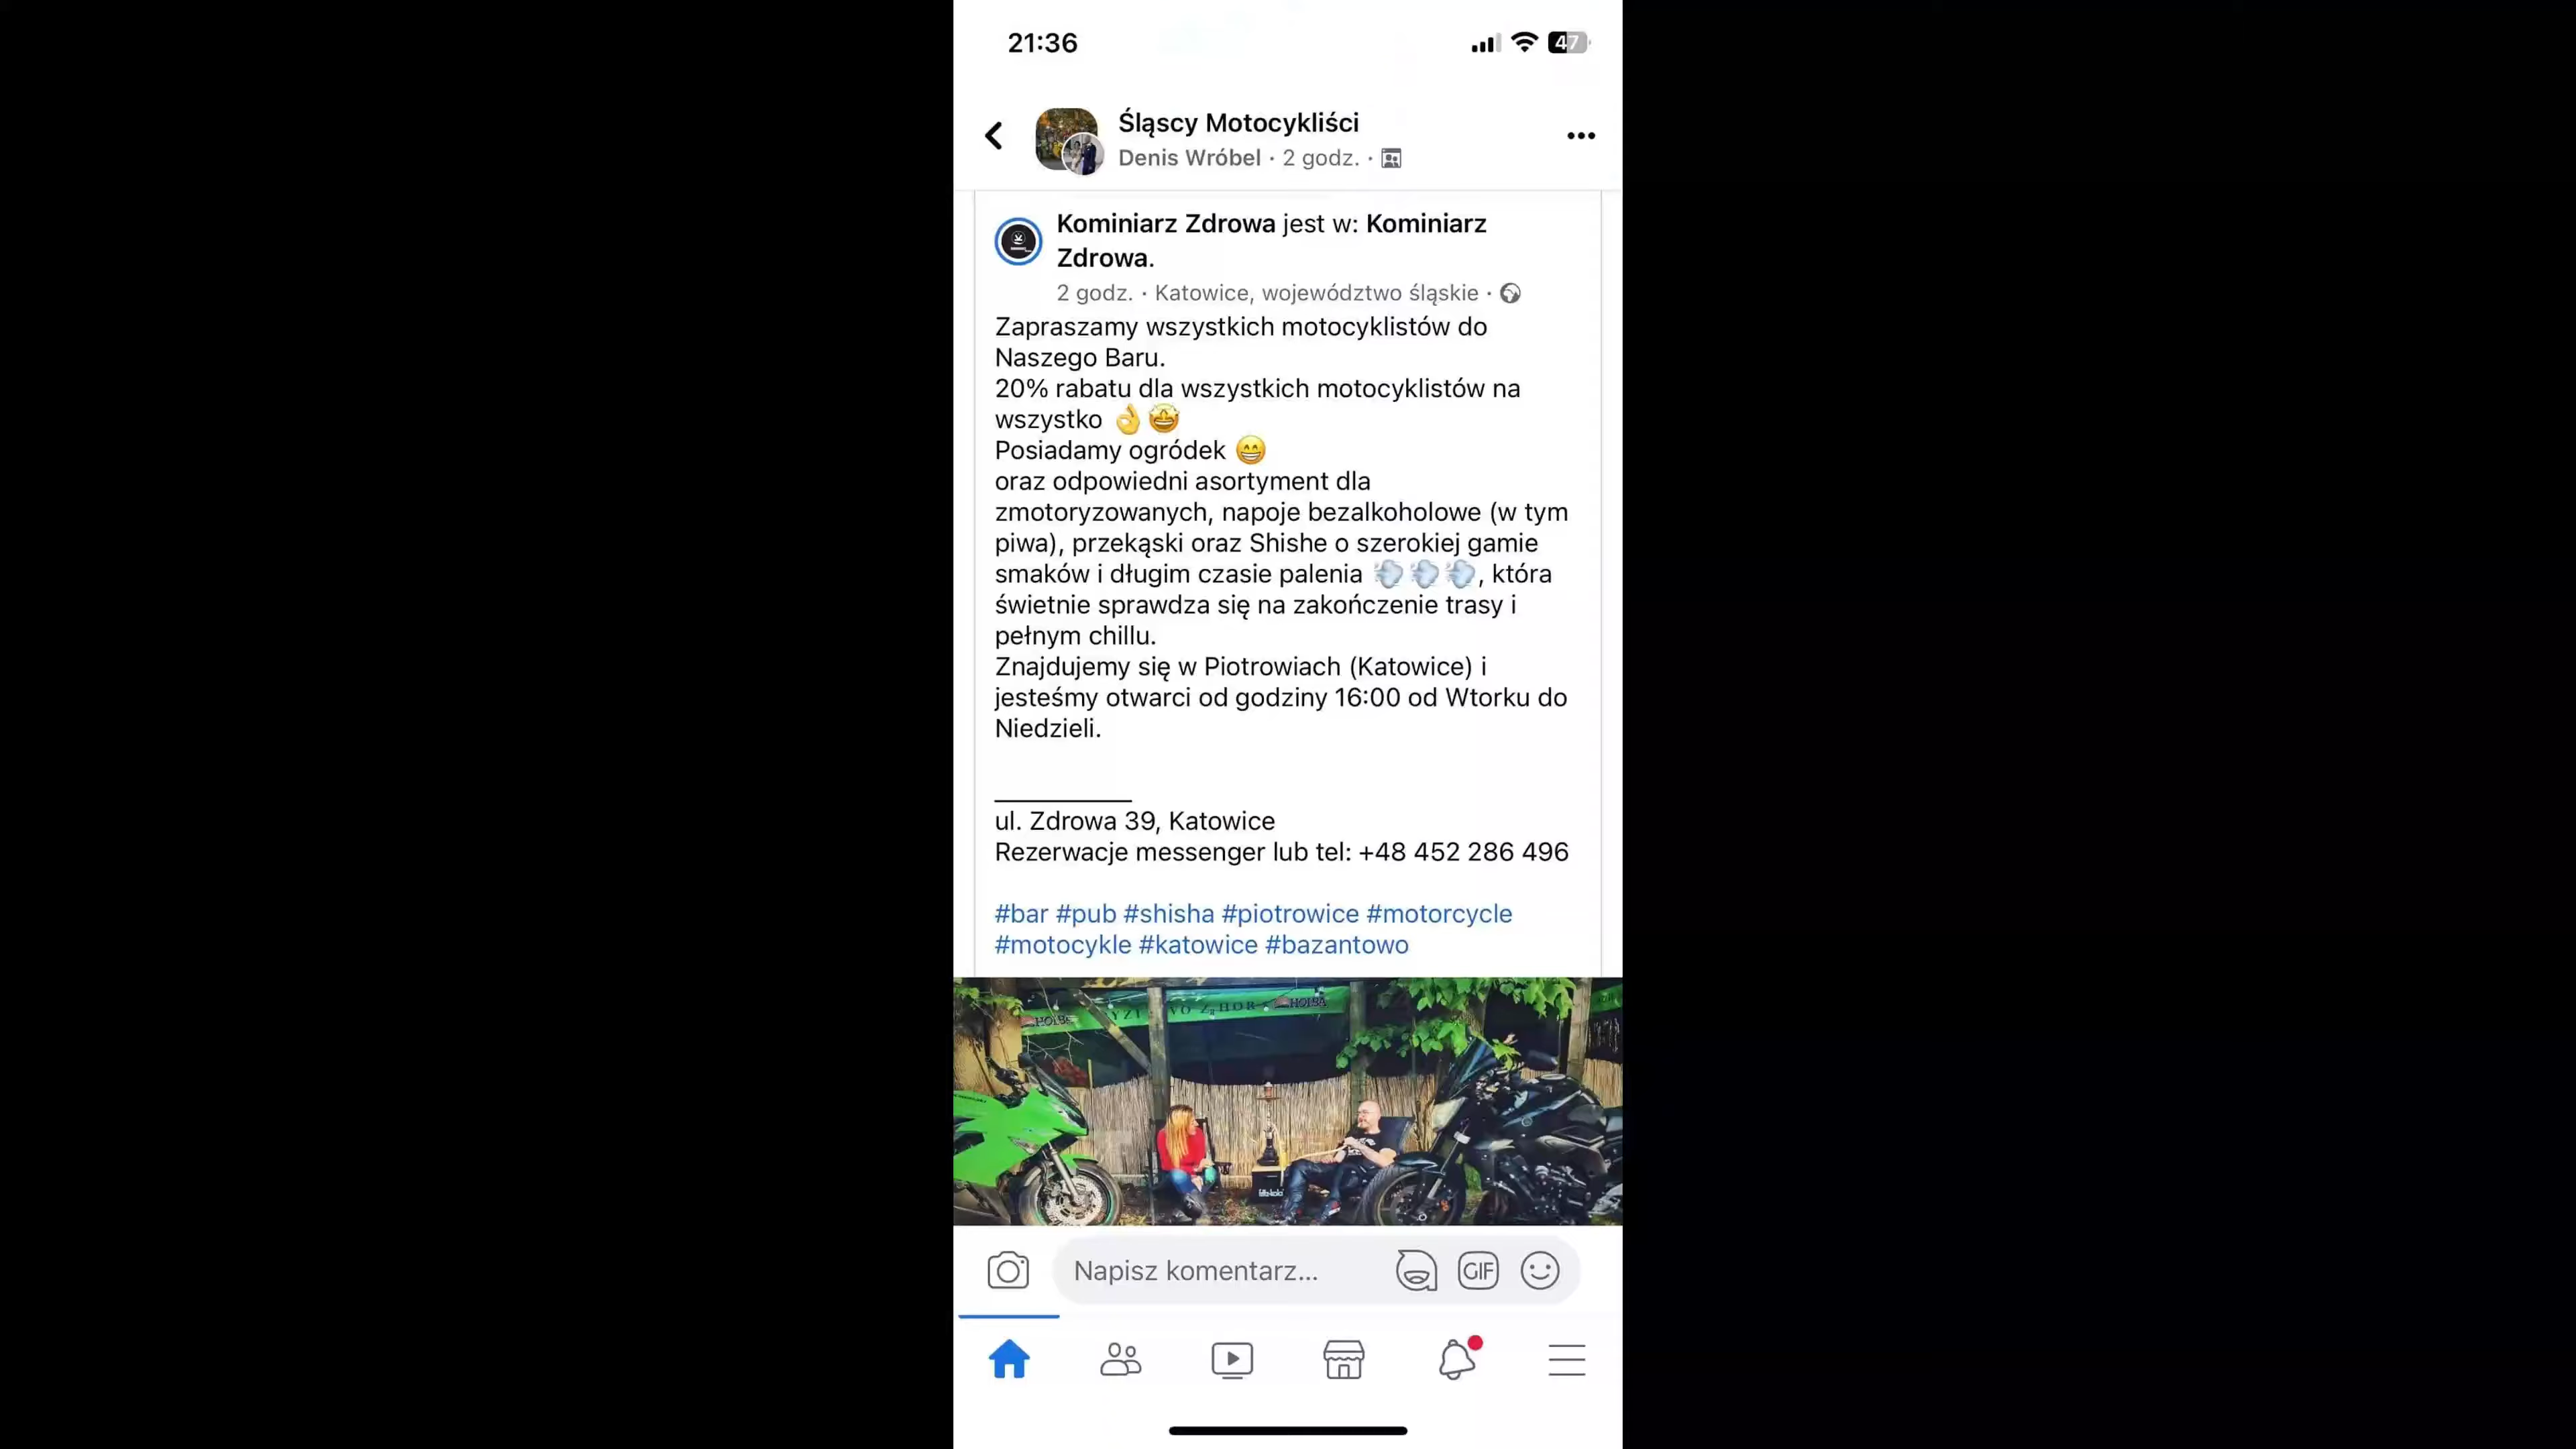 21:36
47
Śląscy Motocykliści
Denis Wróbel · 2 godz. ·
Kominiarz Zdrowa jest w: Kominiarz
Zdrowa.
2 godz. · Katowice, województwo śląskie ·
Zapraszamy wszystkich motocyklistów do
Naszego Baru.
20% rabatu dla wszystkich motocyklistów na
wszystko 👌🤩
Posiadamy ogródek 😁
oraz odpowiedni asortyment dla
zmotoryzowanych, napoje bezalkoholowe (w tym
piwa), przekąski oraz Shishe o szerokiej gamie
smaków i długim czasie palenia 💨💨💨, która
świetnie sprawdza się na zakończenie trasy i
pełnym chillu.
Znajdujemy się w Piotrowiach (Katowice) i
jesteśmy otwarci od godziny 16:00 od Wtorku do
Niedzieli.
__________
ul. Zdrowa 39, Katowice
Rezerwacje messenger lub tel: +48 452 286 496
#bar #pub #shisha #piotrowice #motorcycle
#motocykle #katowice #bazantowo
HOLBA
HOLBA
Napisz komentarz...
GIF